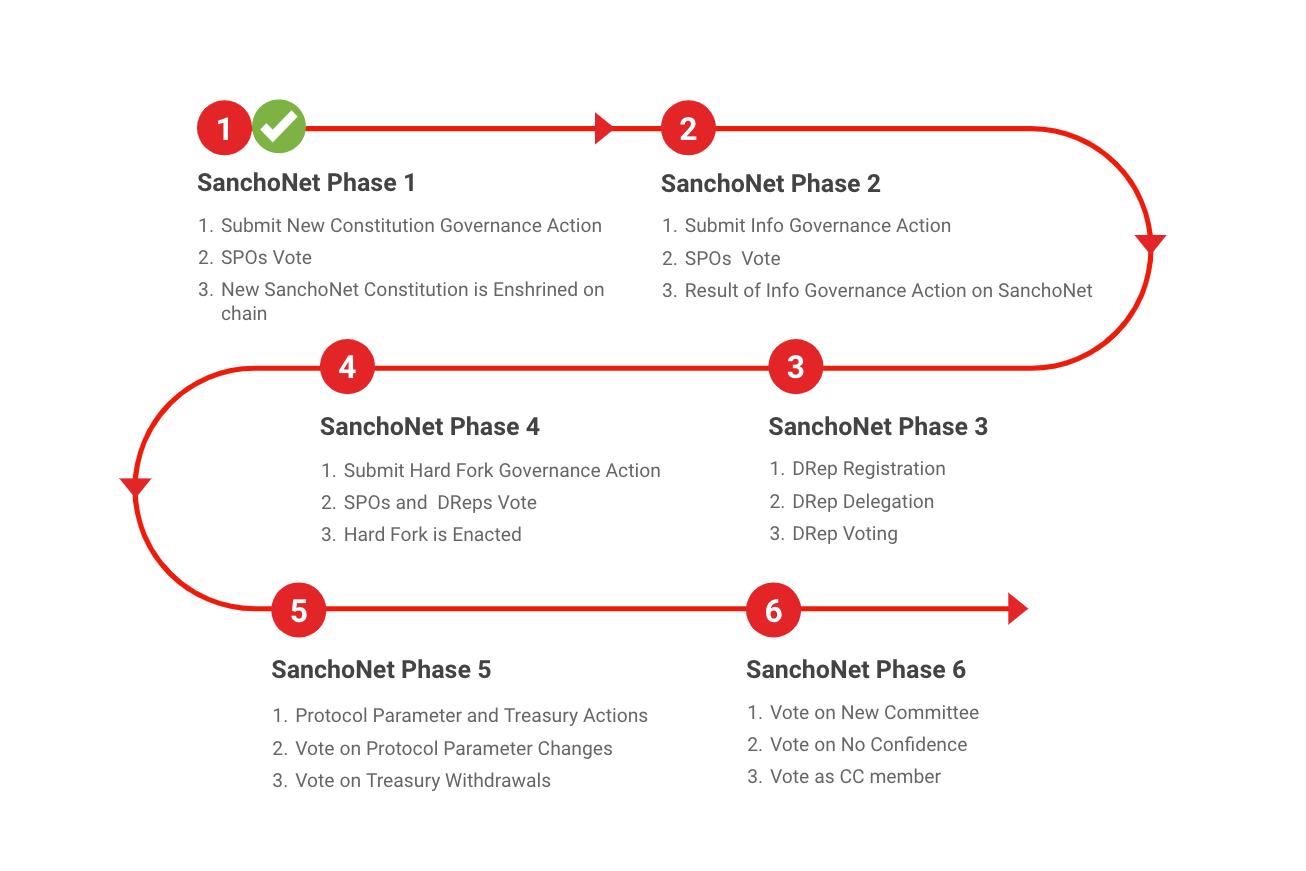 1
2
SanchoNet Phase 1
1. Submit New Constitution Governance Action
2. SPOs Vote
3. New SanchoNet Constitution is Enshrined on
chain
SanchoNet Phase 2
1. Submit Info Governance Action
2. SPOs  Vote
3. Result of Info Governance Action on SanchoNet
3
SanchoNet Phase 3
1. DRep Registration
2. DRep Delegation
3. DRep Voting
4
SanchoNet Phase 4
1. Submit Hard Fork Governance Action
2. SPOs and  DReps Vote
3. Hard Fork is Enacted
5
SanchoNet Phase 5
1. Protocol Parameter and Treasury Actions
2. Vote on Protocol Parameter Changes
3. Vote on Treasury Withdrawals
6
SanchoNet Phase 6
1. Vote on New Committee
2. Vote on No Confidence
3. Vote as CC member